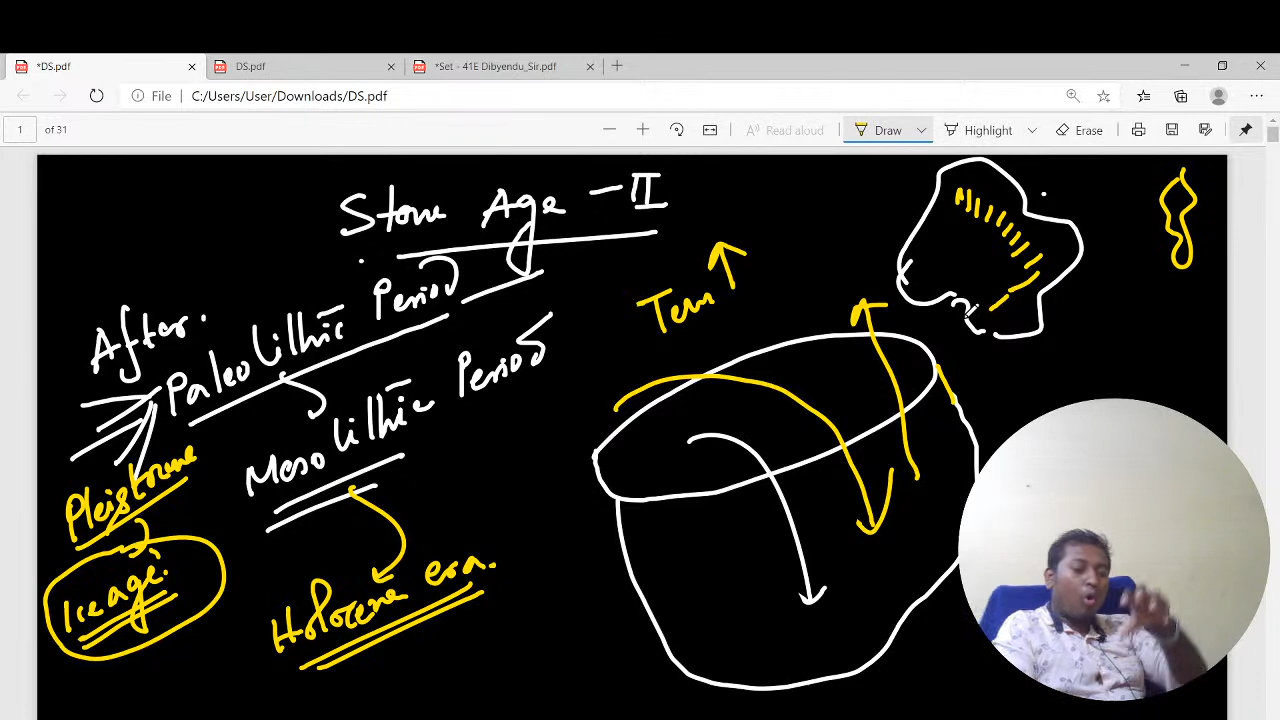 *DS.pdf
DS.pdf
*Set - 41E Dibyendu_Sir.pdf
File
C:/Users/User/Downloads/DS.pdf
1 of 31
Read aloud
Draw
Highlight
Erase
Stone Age - II
After.
Paleolithic Period
Mesolithic Period
Pleistocene
Ice age.
Holocene era.
Tem ↑